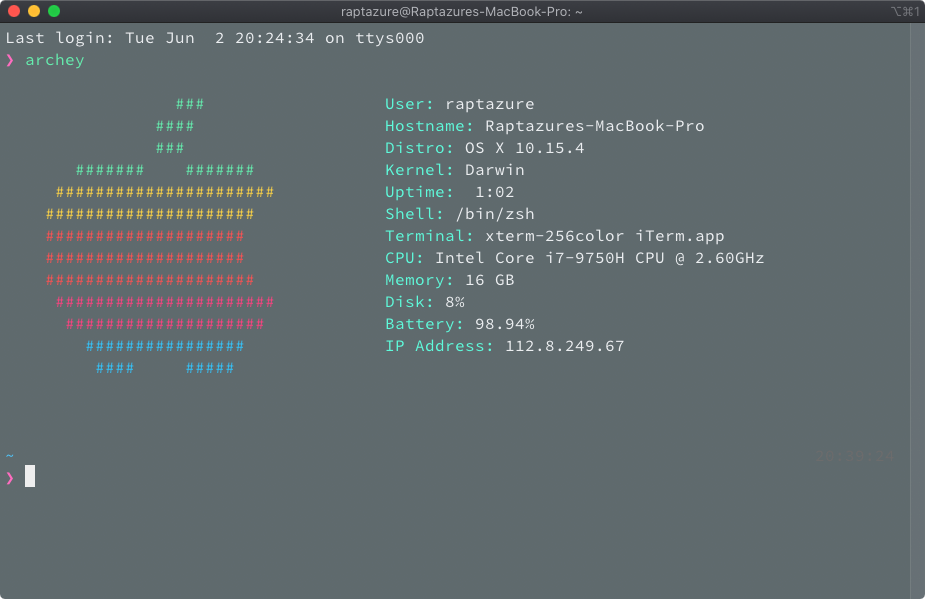 raptazure@Raptazures-MacBook-Pro: ~ ⌥⌘1
Last login: Tue Jun  2 20:24:34 on ttys000
❯ archey
### User: raptazure
#### Hostname: Raptazures-MacBook-Pro
### Distro: OS X 10.15.4
####### ####### Kernel: Darwin
###################### Uptime:  1:02
##################### Shell: /bin/zsh
#################### Terminal: xterm-256color iTerm.app
#################### CPU: Intel Core i7-9750H CPU @ 2.60GHz
##################### Memory: 16 GB
###################### Disk: 8%
#################### Battery: 98.94%
################ IP Address: 112.8.249.67
#### #####
~
❯